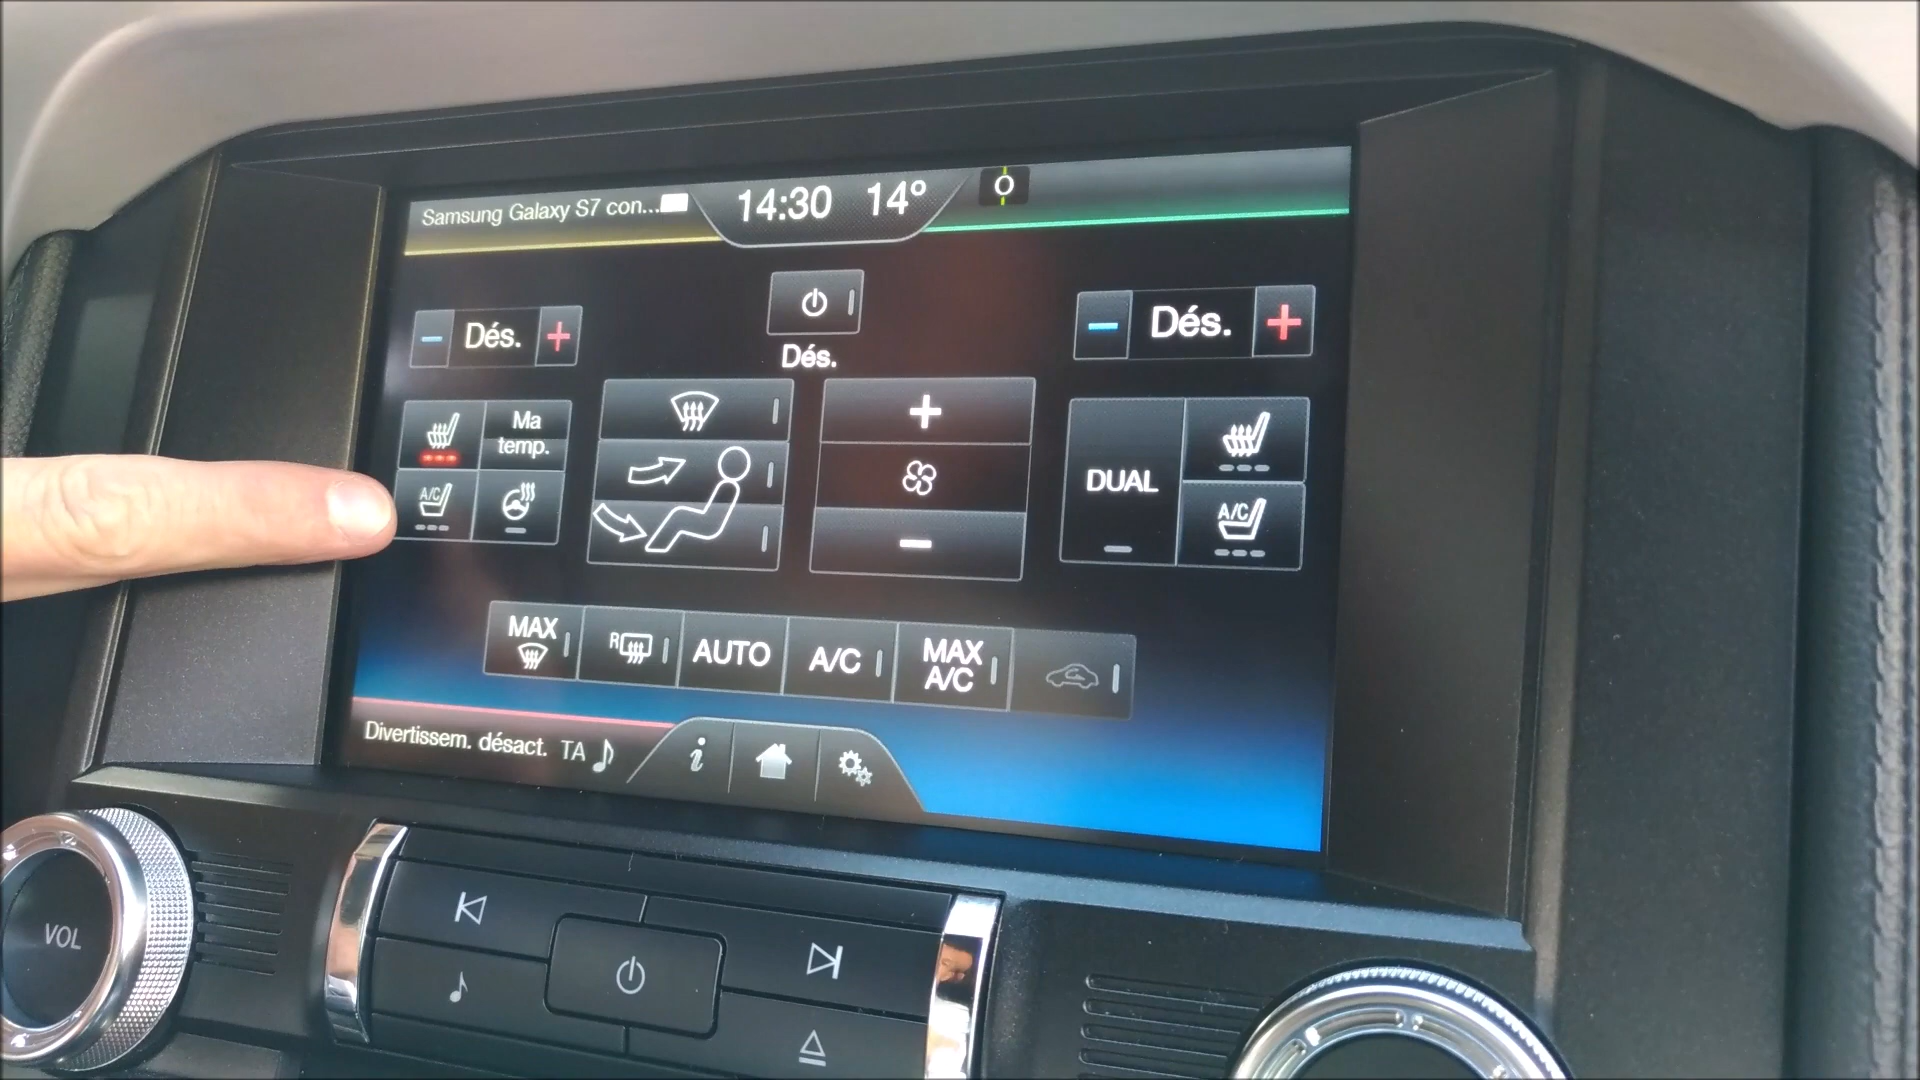 Samsung Galaxy S7 con...
14:30 14°
Dés.
Dés.
Dés.
Ma
temp.
A/C
DUAL
A/C
MAX
R
AUTO
A/C
MAX
A/C
Divertissem. désact. TA
i
VOL